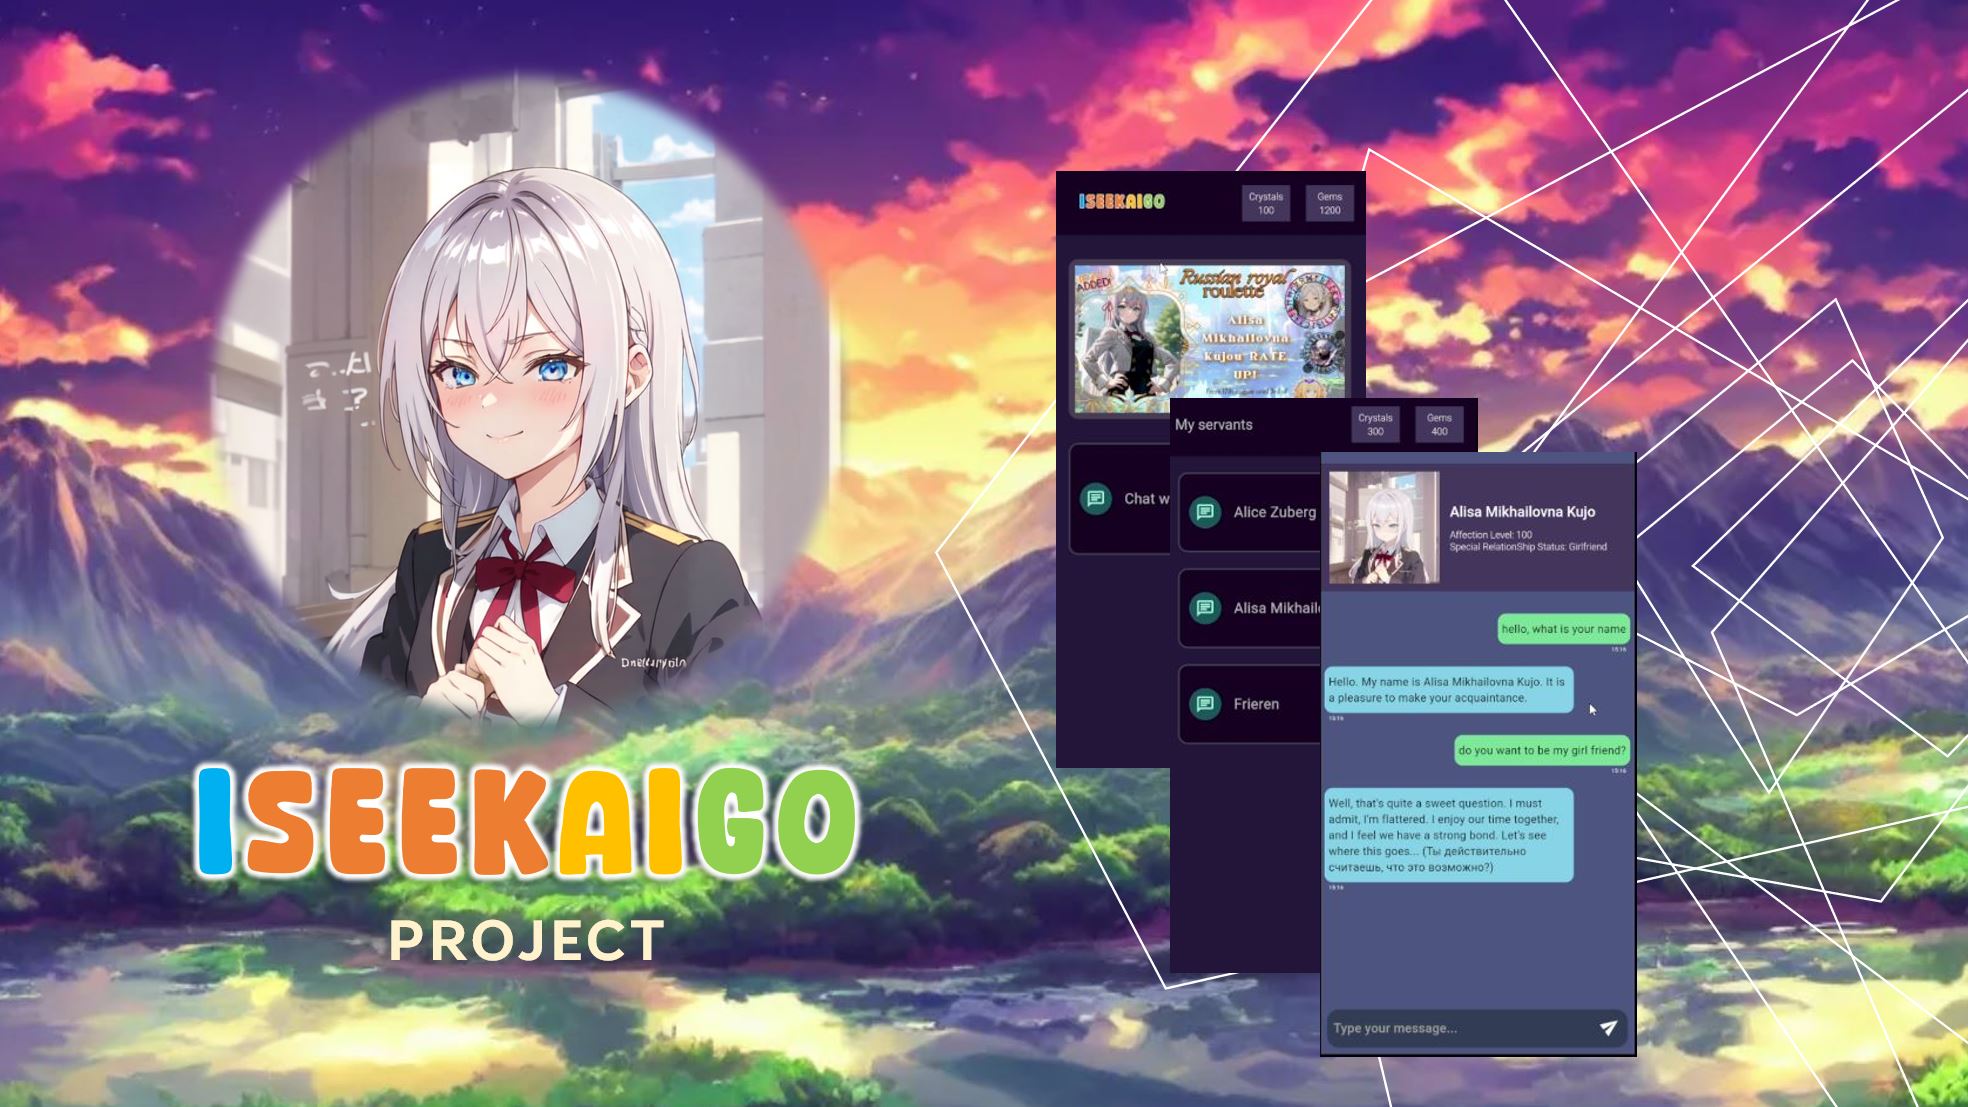 ISEEKAIGO
PROJECT
ISEEKAIGO
Crystals
100
Gems
1200
ADDED!
Russian royal
roulette
Alisa
Mikhailovna
Kujou RATE
UP!
Chat w
My servants
Crystals
300
Gems
400
Alice Zuberg
Alisa Mikhail
Frieren
Alisa Mikhailovna Kujo
Affection Level: 100
Special RelationShip Status: Girlfriend
hello, what is your name
15:16
Hello. My name is Alisa Mikhailovna Kujo. It is
a pleasure to make your acquaintance.
15:16
do you want to be my girl friend?
15:16
Well, that's quite a sweet question. I must
admit, I'm flattered. I enjoy our time together,
and I feel we have a strong bond. Let's see
where this goes... (Ты действительно
считаешь, что это возможно?)
15:16
Type your message...